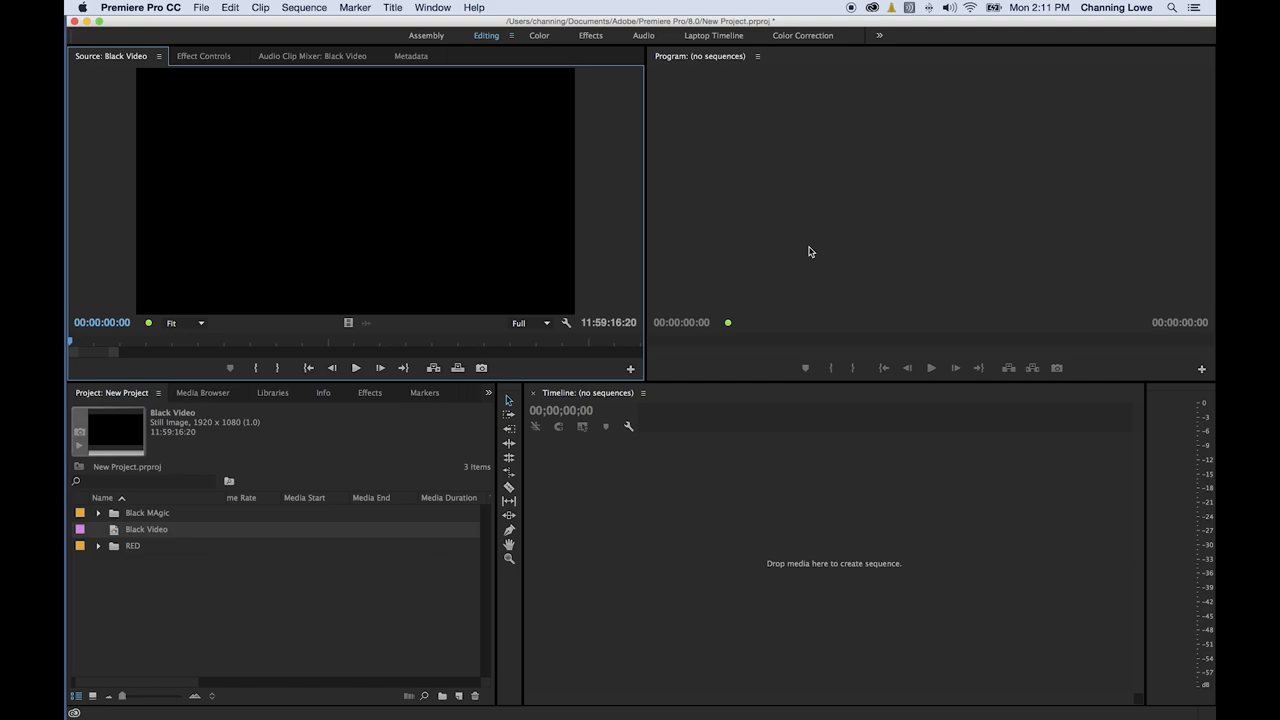 Premiere Pro CC File Edit Clip Sequence Marker Title Window Help Mon 2:11 PM Channing Lowe
/Users/channing/Documents/Adobe/Premiere Pro/8.0/New Project.prproj *
Assembly Editing Color Effects Audio Laptop Timeline Color Correction
Source: Black Video Effect Controls Audio Clip Mixer: Black Video Metadata
Program: (no sequences)
00:00:00:00 Fit Full 11:59:16:20
00:00:00:00 00:00:00:00
Project: New Project Media Browser Libraries Info Effects Markers
Black Video
Still Image, 1920 x 1080 (1.0)
11:59:16:20
New Project.prproj 3 Items
Name me Rate Media Start Media End Media Duration
Black MAgic
Black Video
RED
Timeline: (no sequences)
00;00;00;00
Drop media here to create sequence.
0
-3
-6
-9
-12
-15
-18
-21
-24
-27
-30
-33
-36
-39
-42
-45
-48
-51
-54
-57
dB